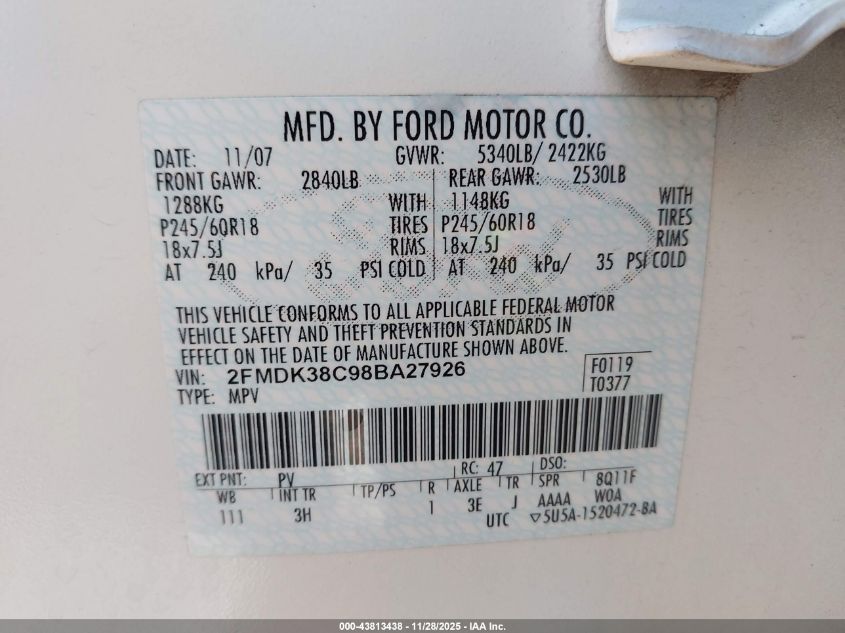 MFD. BY FORD MOTOR CO.
DATE: 11/07 GVWR: 5340LB/ 2422KG
FRONT GAWR: 2840LB REAR GAWR: 2530LB
1288KG WITH 1148KG WITH
P245/60R18 TIRES P245/60R18 TIRES
18x7.5J RIMS 18x7.5J RIMS
AT 240 kPa/ 35 PSI COLD AT 240 kPa/ 35 PSI COLD
THIS VEHICLE CONFORMS TO ALL APPLICABLE FEDERAL MOTOR
VEHICLE SAFETY AND THEFT PREVENTION STANDARDS IN
EFFECT ON THE DATE OF MANUFACTURE SHOWN ABOVE.
VIN: 2FMDK38C98BA27926 F0119
TYPE: MPV T0377
EXT PNT: PV RC: 47 DSO:
WB INT TR TP/PS R AXLE TR SPR 8Q11F
111 3H 1 3E J AAAA WOA
UTC ▽5U5A-1520472-BA
000-43813438 - 11/28/2025 - IAA Inc.